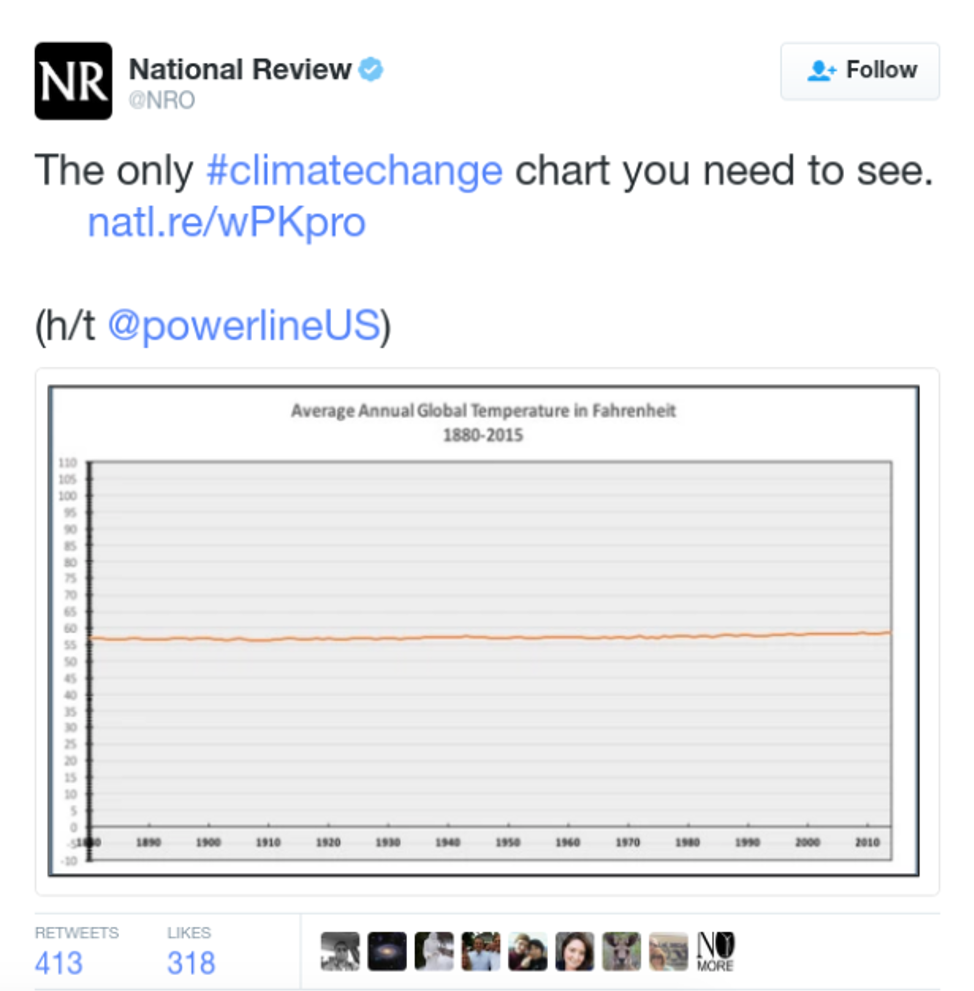 NR
National Review
@NRO
Follow
The only #climatechange chart you need to see.
natl.re/wPKpro
(h/t @powerlineUS)
Average Annual Global Temperature in Fahrenheit
1880-2015
110
105
100
95
90
85
80
75
70
65
60
55
50
45
40
35
30
25
20
15
10
5
0
-5
-10
1880 1890 1900 1910 1920 1930 1940 1950 1960 1970 1980 1990 2000 2010
RETWEETS LIKES
413 318
NO
MORE